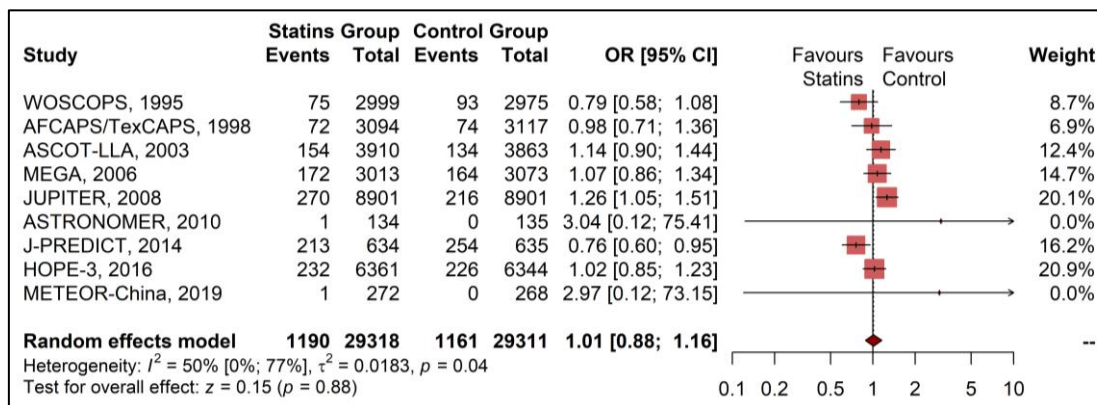 Statins Group Control Group Favours Favours
Study Events Total Events Total OR [95% CI] Statins Control Weight
WOSCOPS, 1995 75 2999 93 2975 0.79 [0.58; 1.08] 8.7%
AFCAPS/TexCAPS, 1998 72 3094 74 3117 0.98 [0.71; 1.36] 6.9%
ASCOT-LLA, 2003 154 3910 134 3863 1.14 [0.90; 1.44] 12.4%
MEGA, 2006 172 3013 164 3073 1.07 [0.86; 1.34] 14.7%
JUPITER, 2008 270 8901 216 8901 1.26 [1.05; 1.51] 20.1%
ASTRONOMER, 2010 1 134 0 135 3.04 [0.12; 75.41] 0.0%
J-PREDICT, 2014 213 634 254 635 0.76 [0.60; 0.95] 16.2%
HOPE-3, 2016 232 6361 226 6344 1.02 [0.85; 1.23] 20.9%
METEOR-China, 2019 1 272 0 268 2.97 [0.12; 73.15] 0.0%
Random effects model 1190 29318 1161 29311 1.01 [0.88; 1.16] --
Heterogeneity: I² = 50% [0%; 77%], τ² = 0.0183, p = 0.04
Test for overall effect: z = 0.15 (p = 0.88)
0.1 0.5 1 2 10